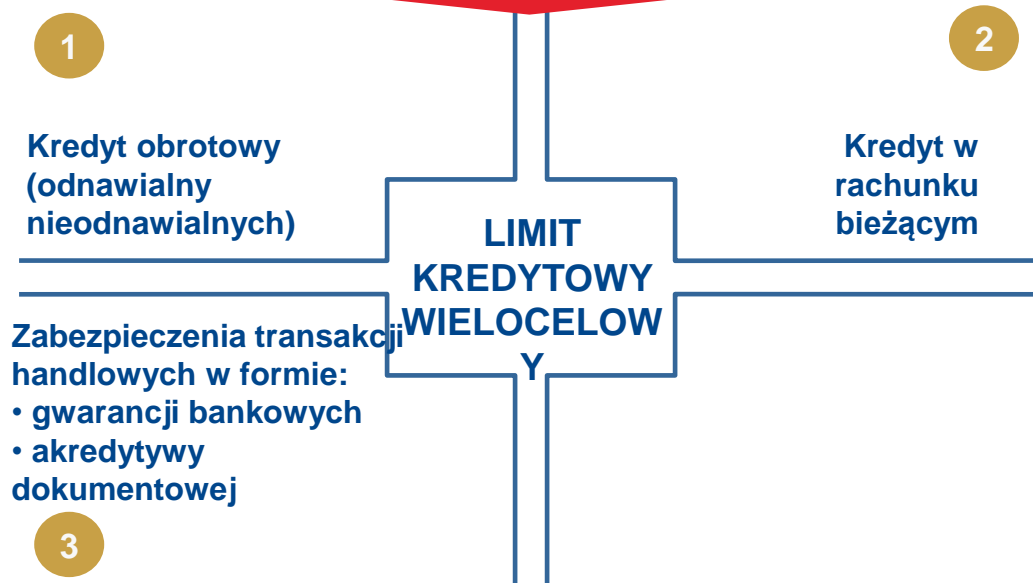 1
2
Kredyt obrotowy
(odnawialny
nieodnawialnych)
Kredyt w
rachunku
bieżącym
LIMIT
KREDYTOWY
WIELOCELOW
Y
Zabezpieczenia transakcji
handlowych w formie:
• gwarancji bankowych
• akredytywy
dokumentowej
3